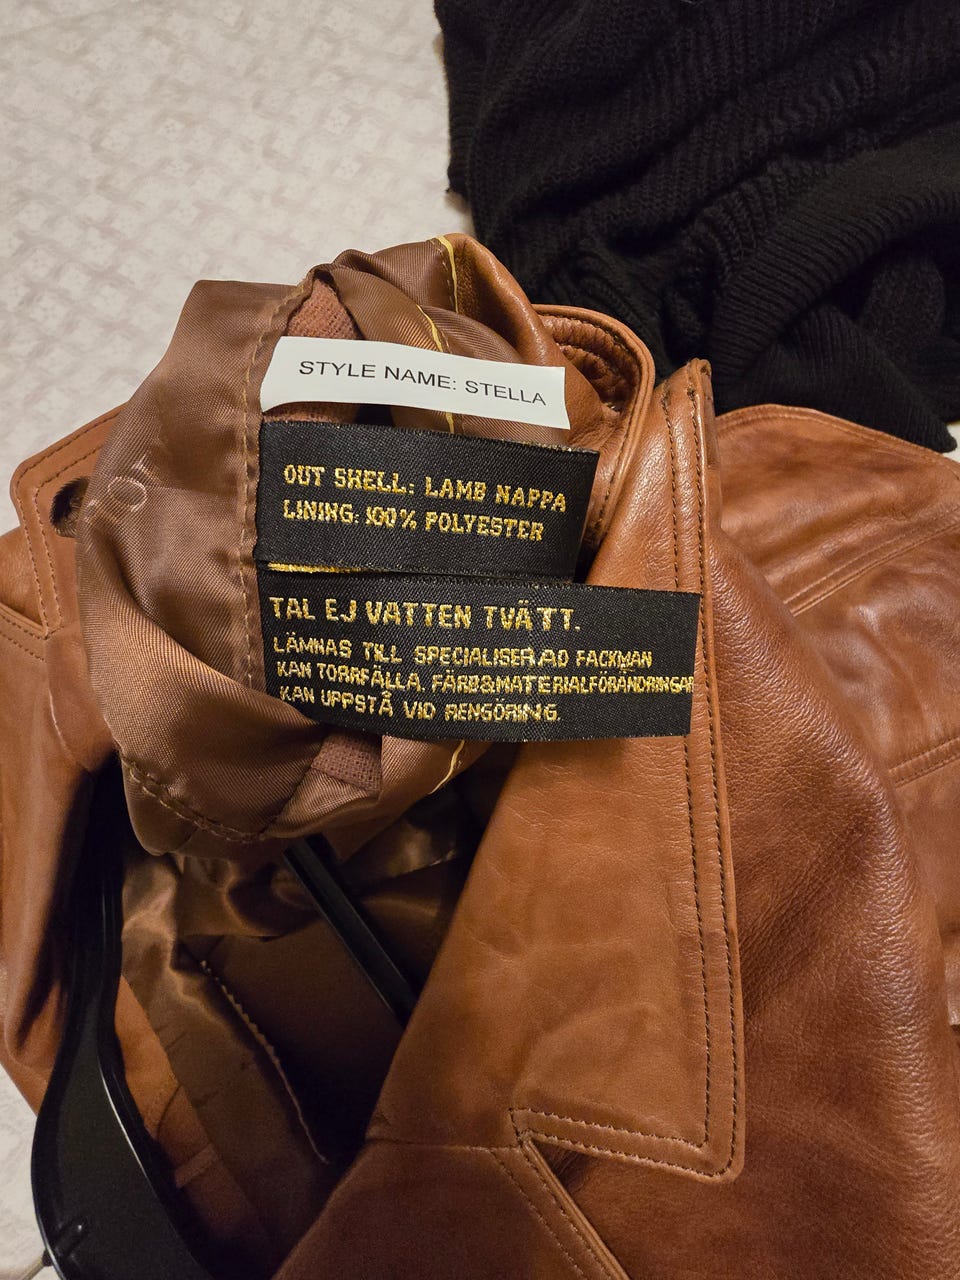 STYLE NAME: STELLA
OUT SHELL: LAMB NAPPA
LINING: 100% POLYESTER
TAL EJ VATTEN TVÄTT.
LÄMNAS TILL SPECIALISERAD FACKMAN
KAN TORRFÄLLA. FÄRB&MATERIALFÖRÄNDRINGAR
KAN UPPSTÅ VID RENGÖRING.